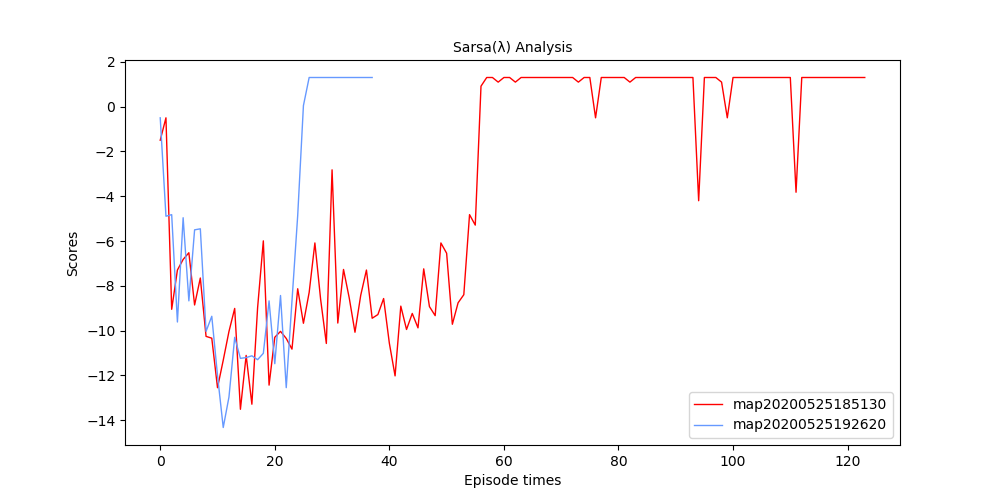 Sarsa(λ) Analysis
Scores
2
0
−2
−4
−6
−8
−10
−12
−14
0 20 40 60 80 100 120
Episode times
map20200525185130
map20200525192620